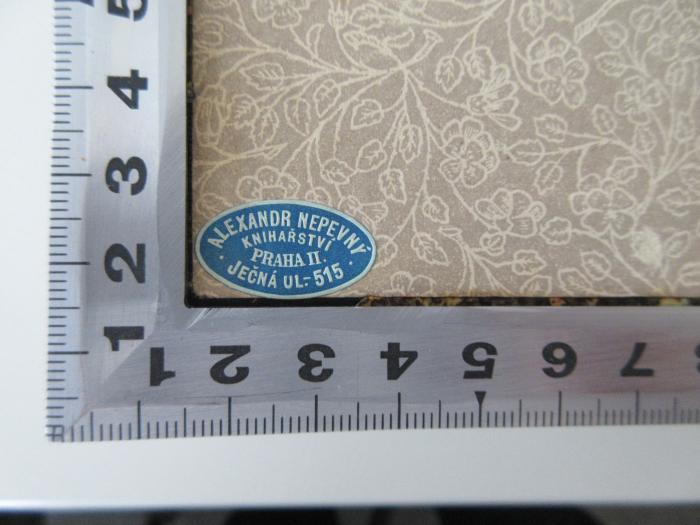 ALEXANDR NEPEVNÝ
KNIHAŘSTVÍ
PRAHA II.
JEČNÁ UL.-515
5
4
3
2
1
1 2 3 4 5 6 7